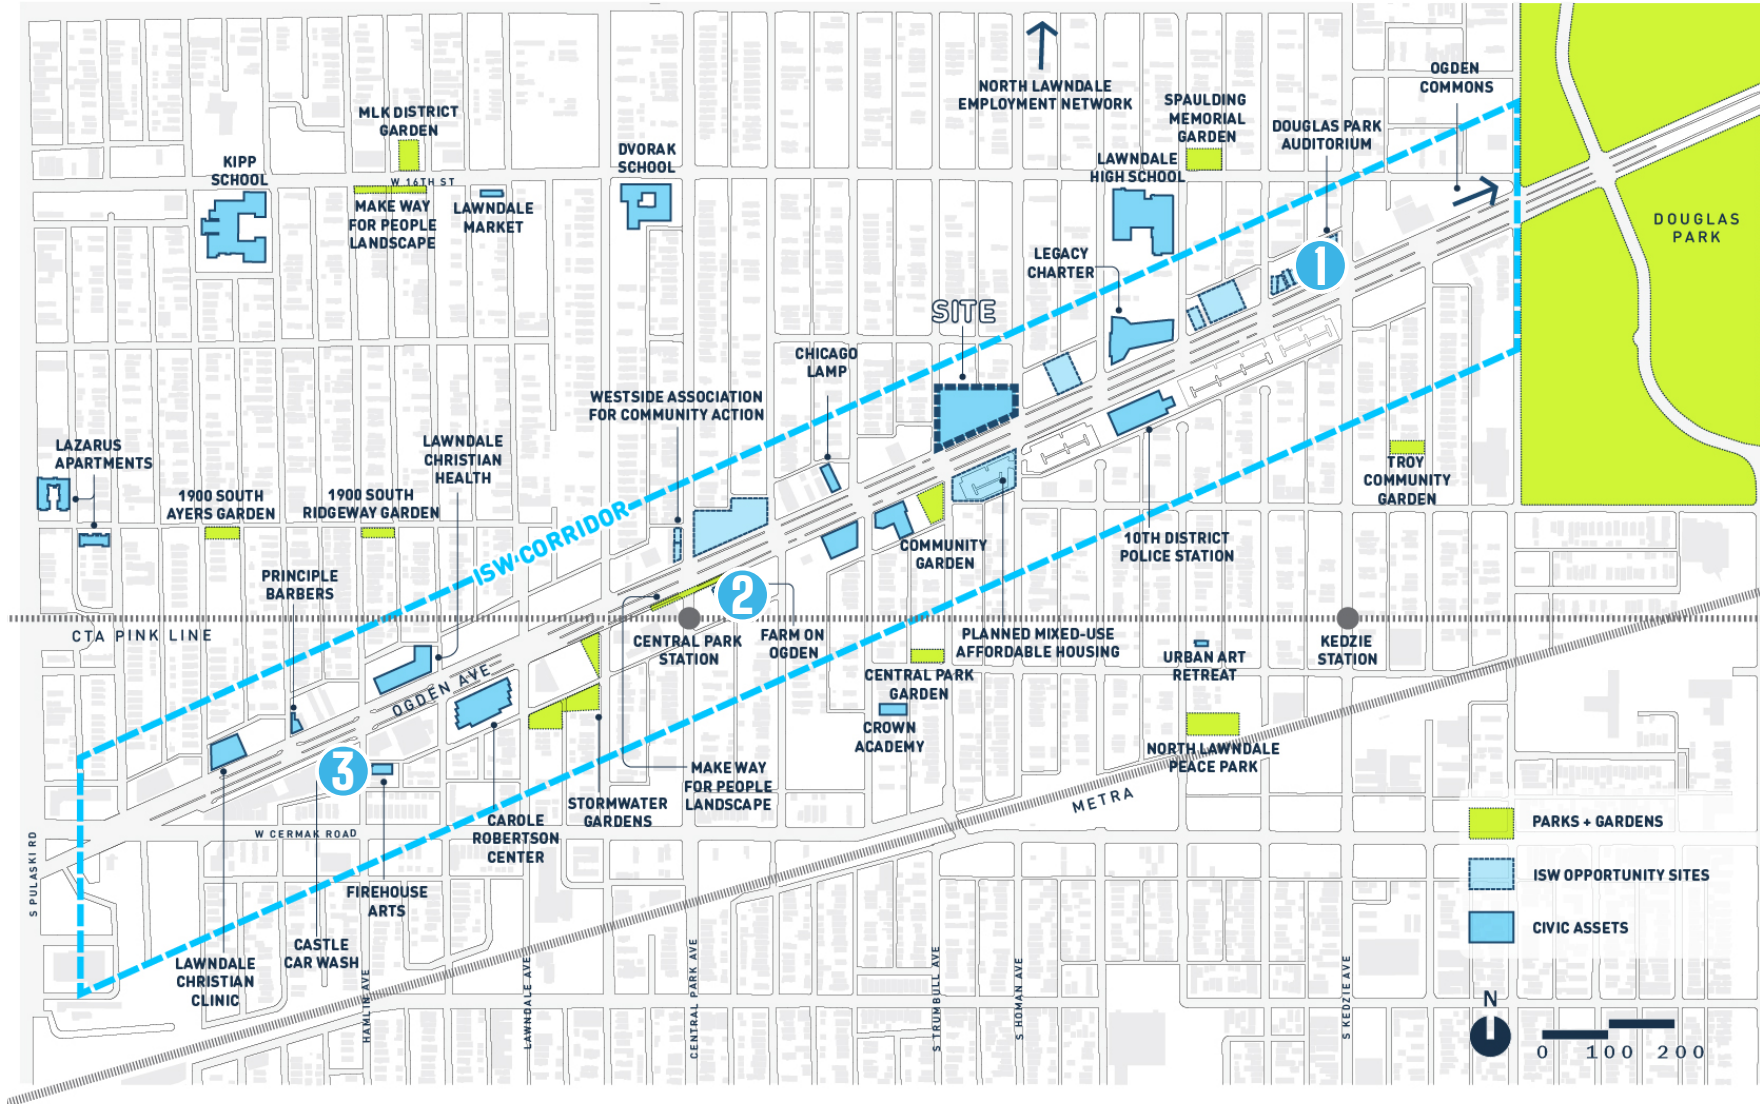 OGDEN
COMMONS
NORTH LAWNDALE
EMPLOYMENT NETWORK
SPAULDING
MEMORIAL
GARDEN
MLK DISTRICT
GARDEN
DOUGLAS PARK
AUDITORIUM
KIPP
SCHOOL
DVORAK
SCHOOL
LAWNDALE
HIGH SCHOOL
W 16TH ST
MAKE WAY
FOR PEOPLE
LANDSCAPE
LAWNDALE
MARKET
DOUGLAS
PARK
LEGACY
CHARTER
1
SITE
CHICAGO
LAMP
WESTSIDE ASSOCIATION
FOR COMMUNITY ACTION
LAZARUS
APARTMENTS
LAWNDALE
CHRISTIAN
HEALTH
TROY
COMMUNITY
GARDEN
1900 SOUTH
AYERS GARDEN
1900 SOUTH
RIDGEWAY GARDEN
ISW CORRIDOR
COMMUNITY
GARDEN
10TH DISTRICT
POLICE STATION
PRINCIPLE
BARBERS
2
CTA PINK LINE
CENTRAL PARK
STATION
FARM ON
OGDEN
PLANNED MIXED-USE
AFFORDABLE HOUSING
URBAN ART
RETREAT
KEDZIE
STATION
OGDEN AVE
CENTRAL PARK
GARDEN
CROWN
ACADEMY
NORTH LAWNDALE
PEACE PARK
3
MAKE WAY
FOR PEOPLE
LANDSCAPE
STORMWATER
GARDENS
METRA
CAROLE
ROBERTSON
CENTER
W CERMAK ROAD
S PULASKI RD
FIREHOUSE
ARTS
CASTLE
CAR WASH
LAWNDALE
CHRISTIAN
CLINIC
HAMLIN AVE
LAWNDALE AVE
CENTRAL PARK AVE
S TRUMBULL AVE
S HOMAN AVE
S KEDZIE AVE
PARKS + GARDENS
ISW OPPORTUNITY SITES
CIVIC ASSETS
N
0 100 200